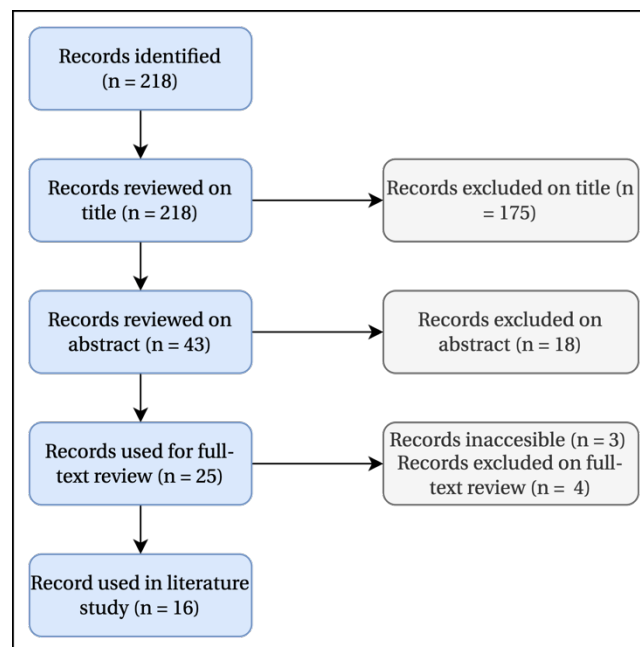 Records identified
(n = 218)
Records reviewed on
title (n = 218)
Records excluded on title (n
= 175)
Records reviewed on
abstract (n = 43)
Records excluded on
abstract (n = 18)
Records used for full-
text review (n = 25)
Records inaccesible (n = 3)
Records excluded on full-
text review (n =  4)
Record used in literature
study (n = 16)